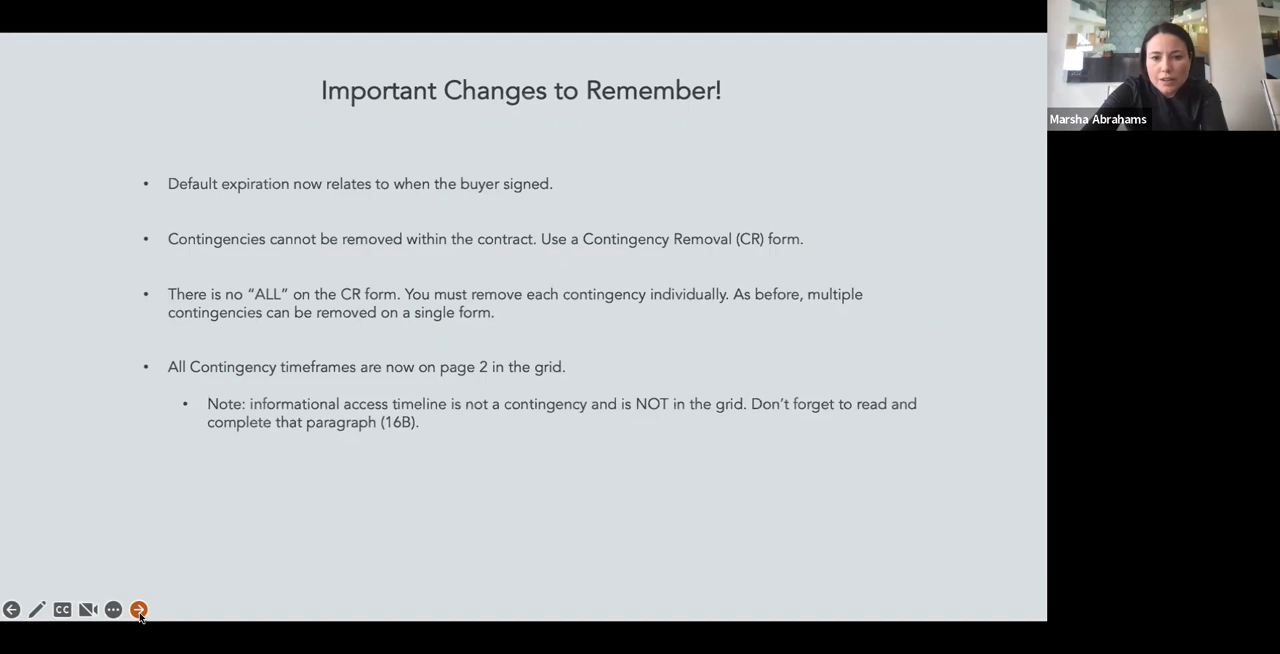 Important Changes to Remember!
Marsha Abrahams
• Default expiration now relates to when the buyer signed.
• Contingencies cannot be removed within the contract. Use a Contingency Removal (CR) form.
• There is no “ALL” on the CR form. You must remove each contingency individually. As before, multiple
contingencies can be removed on a single form.
• All Contingency timeframes are now on page 2 in the grid.
• Note: informational access timeline is not a contingency and is NOT in the grid. Don’t forget to read and
complete that paragraph (16B).
CC